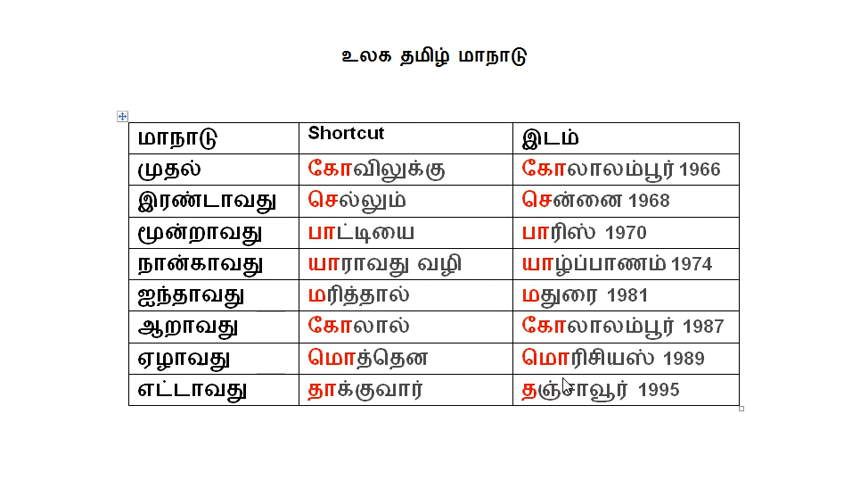 உலக தமிழ் மாநாடு
மாநாடு Shortcut இடம்
முதல் கோவிலுக்கு கோலாலம்பூர் 1966
இரண்டாவது செல்லும் சென்னை 1968
மூன்றாவது பாட்டியை பாரிஸ் 1970
நான்காவது யாராவது வழி யாழ்ப்பாணம் 1974
ஐந்தாவது மரித்தால் மதுரை 1981
ஆறாவது கோலால் கோலாலம்பூர் 1987
ஏழாவது மொத்தென மொரிசியஸ் 1989
எட்டாவது தாக்குவார் தஞ்சாவூர் 1995